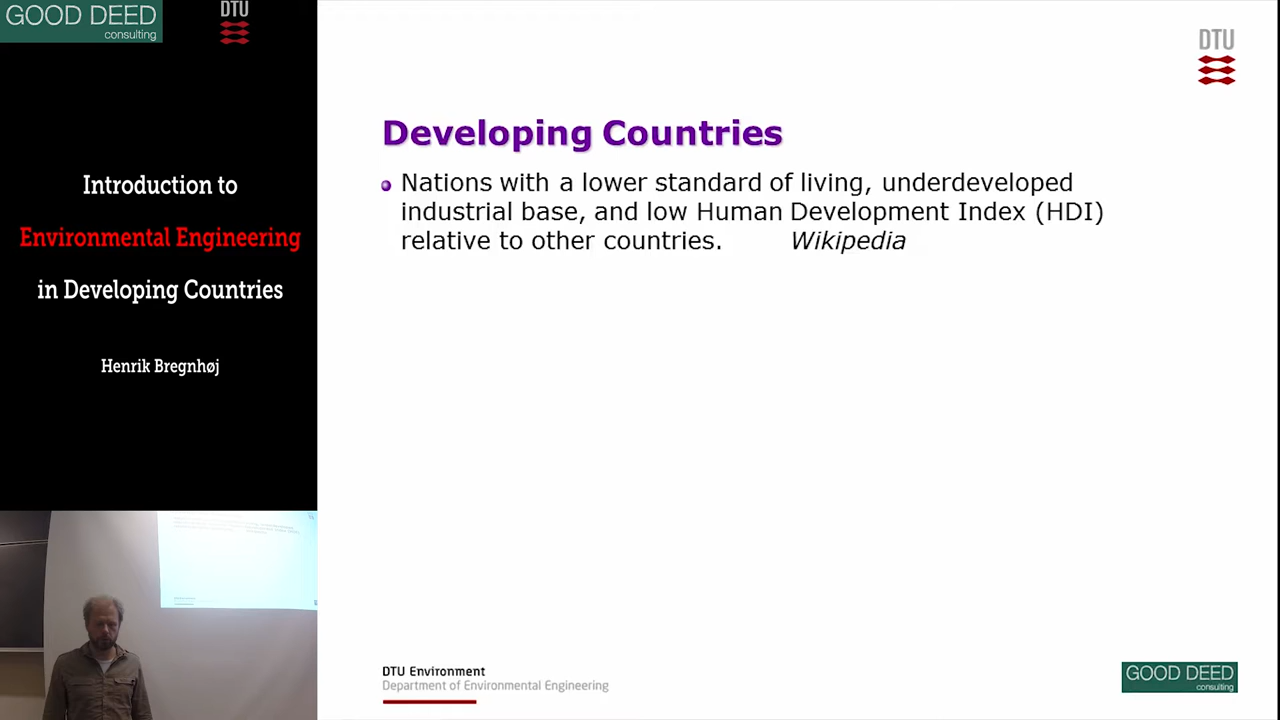 GOOD DEED
consulting
DTU
Introduction to
Environmental Engineering
in Developing Countries
Henrik Bregnhøj
DTU
Developing Countries
Nations with a lower standard of living, underdeveloped
industrial base, and low Human Development Index (HDI)
relative to other countries. Wikipedia
DTU Environment
Department of Environmental Engineering
GOOD DEED
consulting